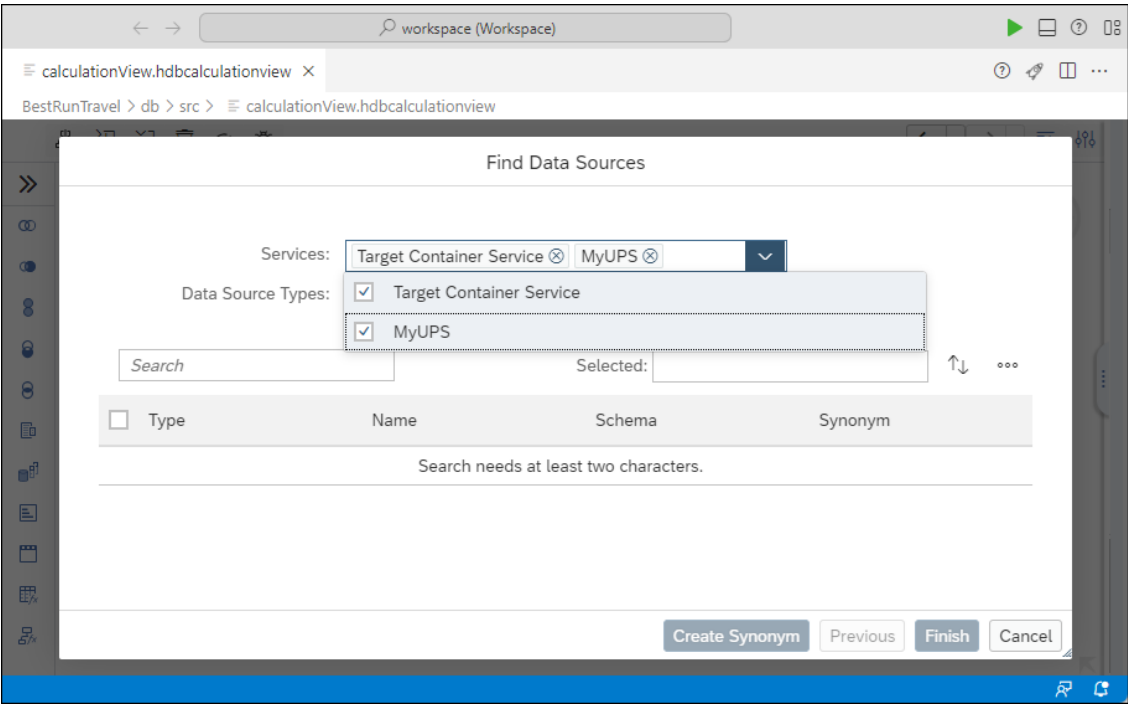 workspace (Workspace)
calculationView.hdbcalculationview
BestRunTravel > db > src > calculationView.hdbcalculationview
Find Data Sources
Services: Target Container Service MyUPS
Data Source Types: Target Container Service
MyUPS
Search Selected:
Type Name Schema Synonym
Search needs at least two characters.
Create Synonym Previous Finish Cancel